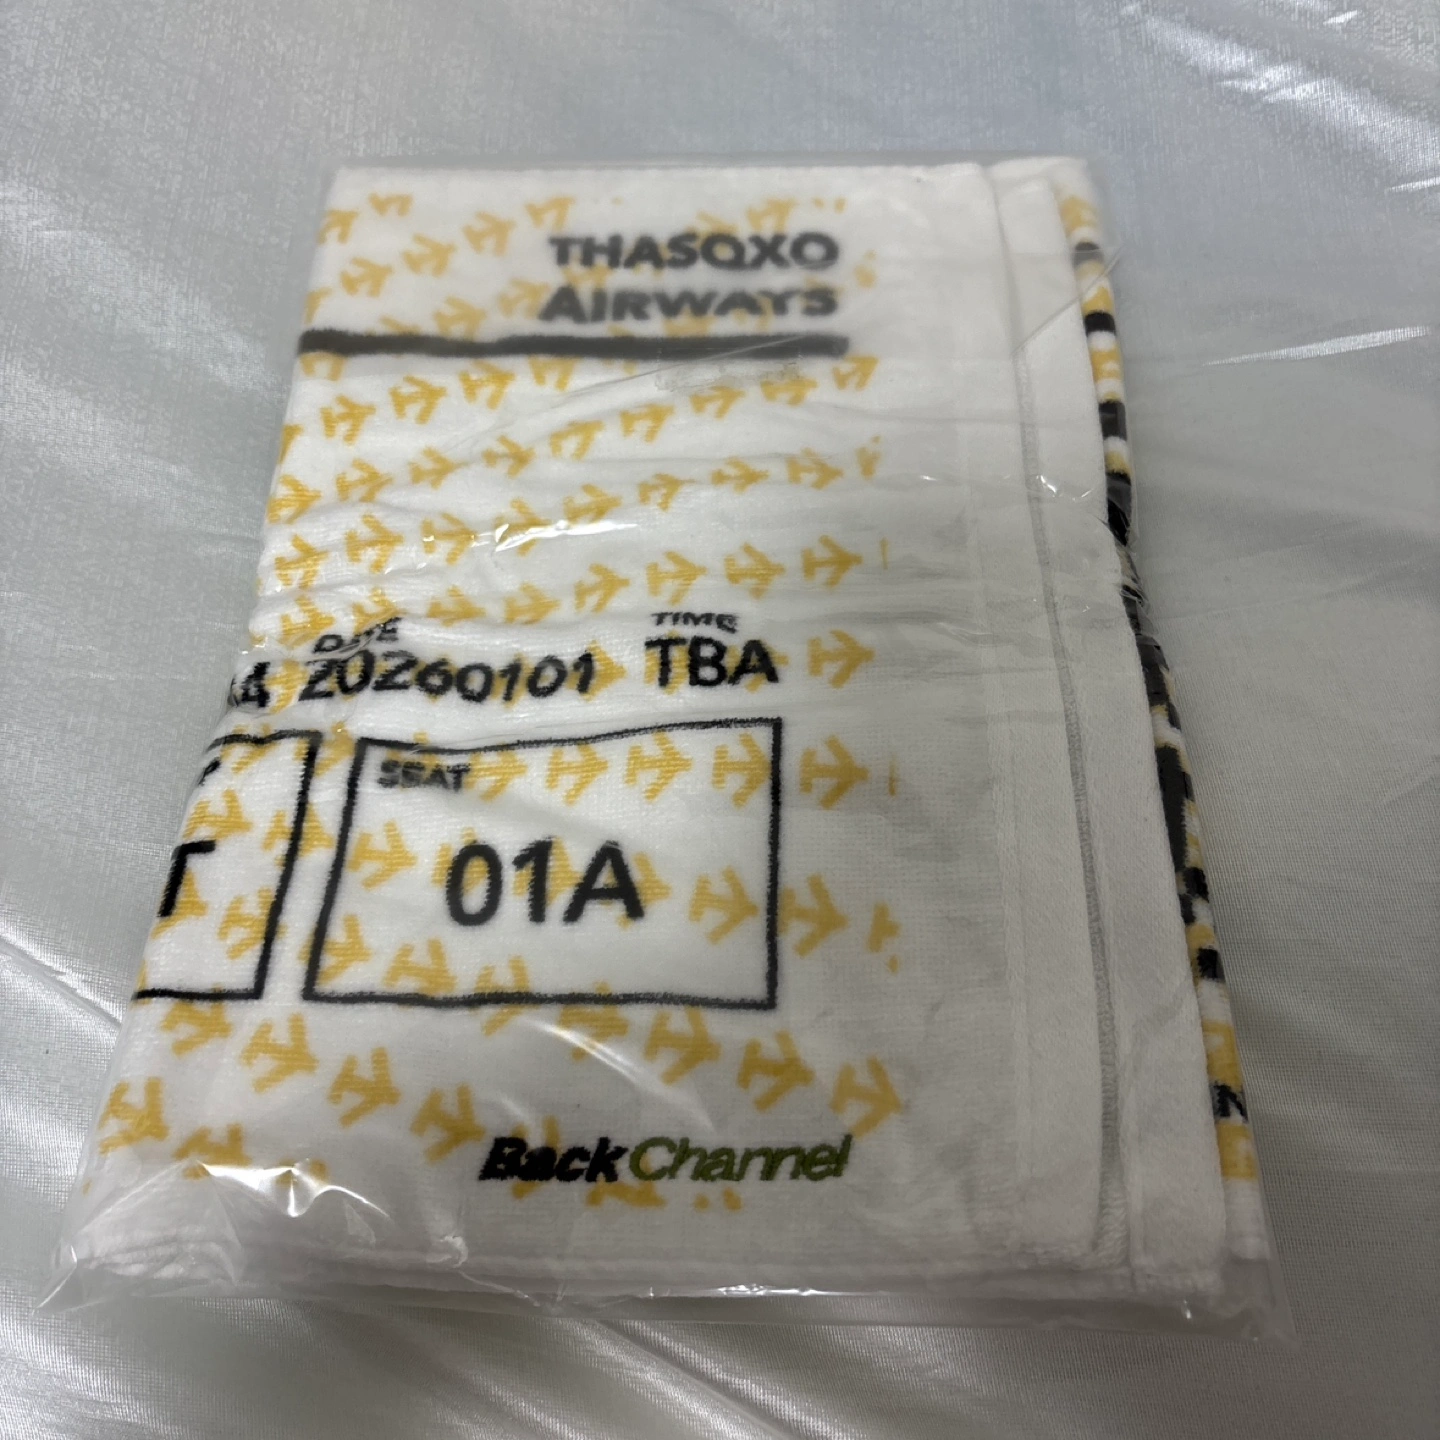 THASQXO
AIRWAYS
DATE
TIME
20260101
TBA
SEAT
T
01A
BackChannel
N